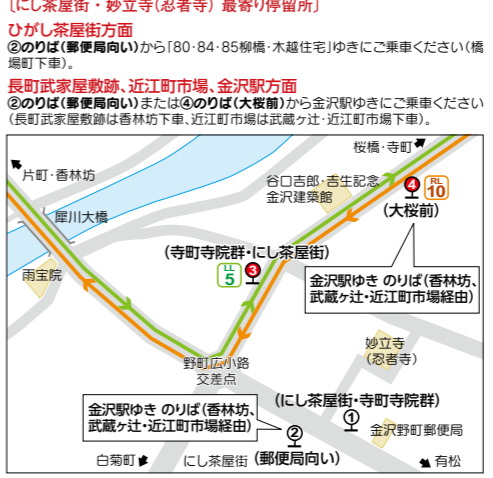 [にし茶屋街・妙立寺(忍者寺) 最寄り停留所]
ひがし茶屋街方面
②のりば(郵便局向い)から「80・84・85柳橋・木越住宅」ゆきにご乗車ください(橋
場町下車)。
長町武家屋敷跡、近江町市場、金沢駅方面
②のりば(郵便局向い)または④のりば(大桜前)から金沢駅ゆきにご乗車ください
(長町武家屋敷跡は香林坊下車、近江町市場は武蔵ヶ辻・近江町市場下車)。
桜橋・寺町
片町・香林坊
谷口吉郎・吉生記念
金沢建築館
4
RL
10
(大桜前)
犀川大橋
(寺町寺院群・にし茶屋街)
LL
5
3
雨宝院
金沢駅ゆき のりば(香林坊、
武蔵ヶ辻・近江町市場経由)
妙立寺
(忍者寺)
野町広小路
交差点
(にし茶屋街・寺町寺院群)
①
金沢駅ゆき のりば(香林坊、
武蔵ヶ辻・近江町市場経由)
②
金沢野町郵便局
白菊町
にし茶屋街
(郵便局向い)
有松